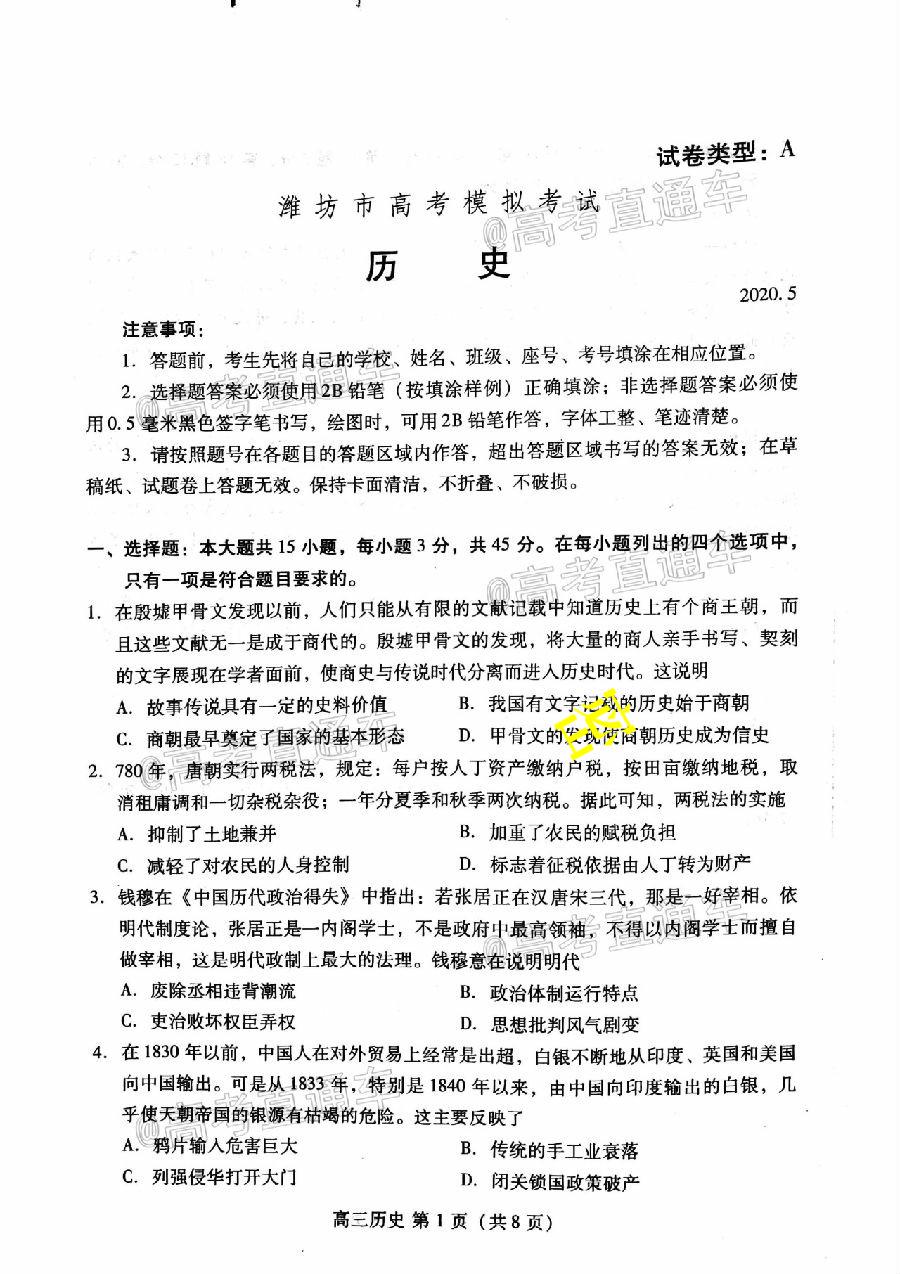 试卷类型：A
潍坊市高考模拟考试
@高考直通车
历 史
2020.5
注意事项：
1．答题前，考生先将自己的学校、姓名、班级、座号、考号填涂在相应位置。
2．选择题答案必须使用2B铅笔（按填涂样例）正确填涂；非选择题答案必须使
用0.5毫米黑色签字笔书写，绘图时，可用2B铅笔作答，字体工整、笔迹清楚。
@高考直通车
3．请按照题号在各题目的答题区域内作答，超出答题区域书写的答案无效；在草
稿纸、试题卷上答题无效。保持卡面清洁，不折叠、不破损。
一、选择题：本大题共15小题，每小题3分，共45分。在每小题列出的四个选项中，
只有一项是符合题目要求的。
@高考直通车
1．在殷墟甲骨文发现以前，人们只能从有限的文献记载中知道历史上有个商王朝，而
且这些文献无一是成于商代的。殷墟甲骨文的发现，将大量的商人亲手书写、契刻
的文字展现在学者面前，使商史与传说时代分离而进入历史时代。这说明
A．故事传说具有一定的史料价值 B．我国有文字记载的历史始于商朝
C．商朝最早奠定了国家的基本形态 D．甲骨文的发现使商朝历史成为信史
@高考直通车
2．780年，唐朝实行两税法，规定：每户按人丁资产缴纳户税，按田亩缴纳地税，取
消租庸调和一切杂税杂役；一年分夏季和秋季两次纳税。据此可知，两税法的实施
A．抑制了土地兼并 B．加重了农民的赋税负担
C．减轻了对农民的人身控制 D．标志着征税依据由人丁转为财产
3．钱穆在《中国历代政治得失》中指出：若张居正在汉唐宋三代，那是一好宰相。依
明代制度论，张居正是一内阁学士，不是政府中最高领袖，不得以内阁学士而擅自
做宰相，这是明代政制上最大的法理。钱穆意在说明明代
@高考直通车
A．废除丞相违背潮流 B．政治体制运行特点
C．吏治败坏权臣弄权 D．思想批判风气剧变
4．在1830年以前，中国人在对外贸易上经常是出超，白银不断地从印度、英国和美国
向中国输出。可是从1833年，特别是1840年以来，由中国向印度输出的白银，几
乎使天朝帝国的银源有枯竭的危险。这主要反映了
@高考直通车
A．鸦片输入危害巨大 B．传统的手工业衰落
C．列强侵华打开大门 D．闭关锁国政策破产
高三历史 第1页（共8页）